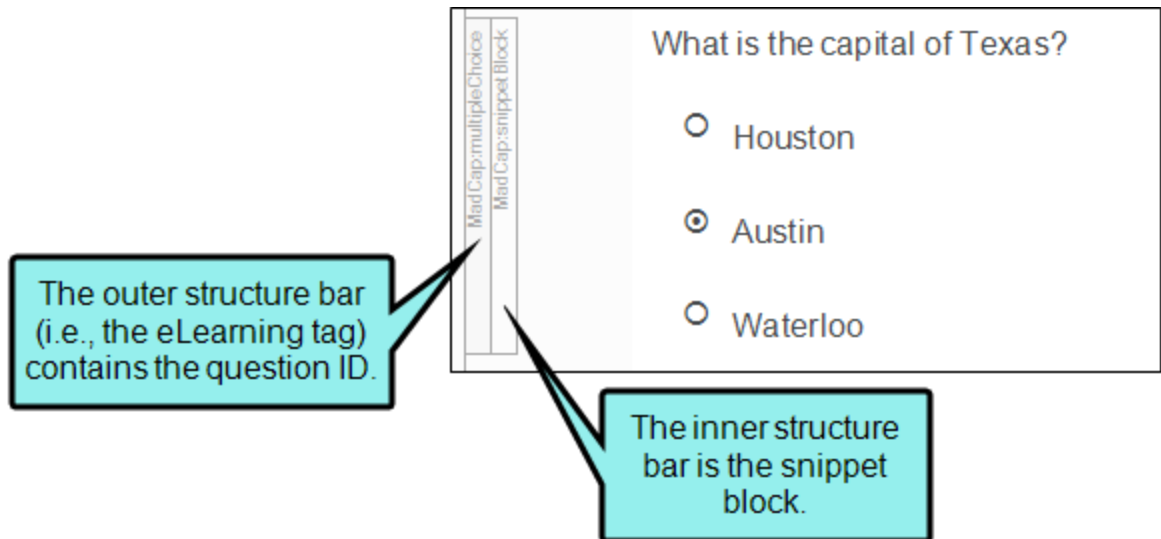 MadCap:multipleChoice
MadCap:snippetBlock
What is the capital of Texas?
Houston
Austin
Waterloo
The outer structure bar
(i.e., the eLearning tag)
contains the question ID.
The inner structure
bar is the snippet
block.